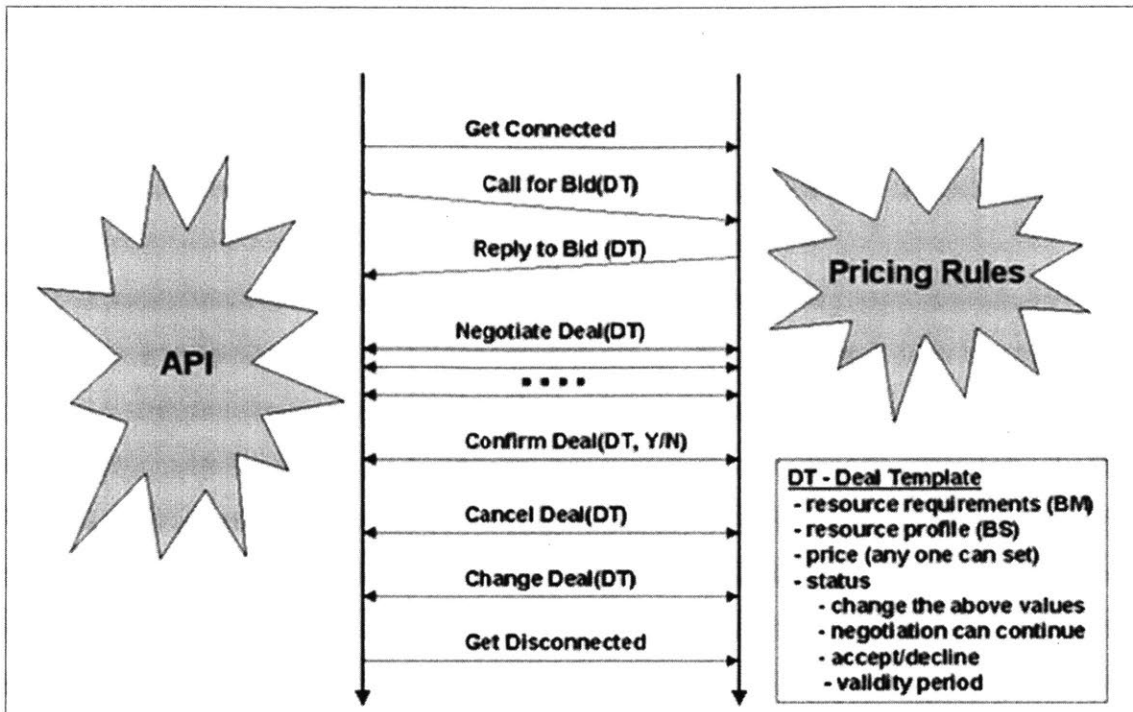 Get Connected
Call for Bid(DT)
Reply to Bid (DT)
Negotiate Deal(DT)
....
Confirm Deal(DT, Y/N)
Cancel Deal(DT)
Change Deal(DT)
Get Disconnected
API
Pricing Rules
DT - Deal Template
- resource requirements (BM)
- resource profile (BS)
- price (any one can set)
- status
- change the above values
- negotiation can continue
- accept/decline
- validity period